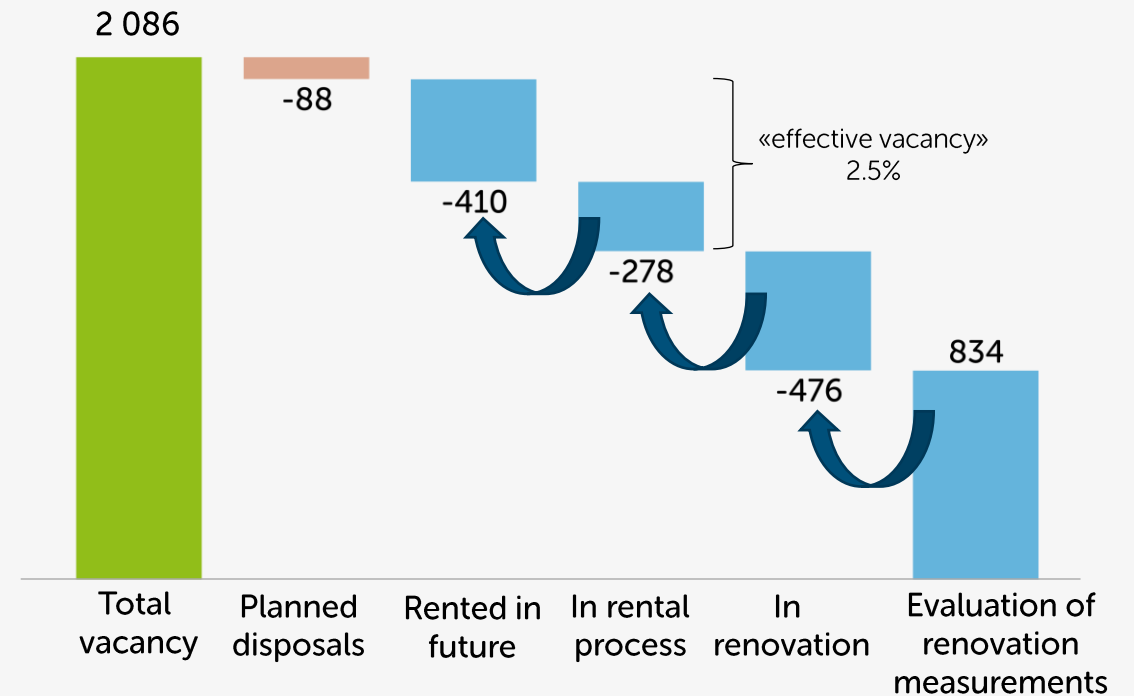 2 086
-88
-410
-278
-476
834
«effective vacancy»
2.5%
Total
vacancy
Planned
disposals
Rented in
future
In rental
process
In
renovation
Evaluation of
renovation
measurements